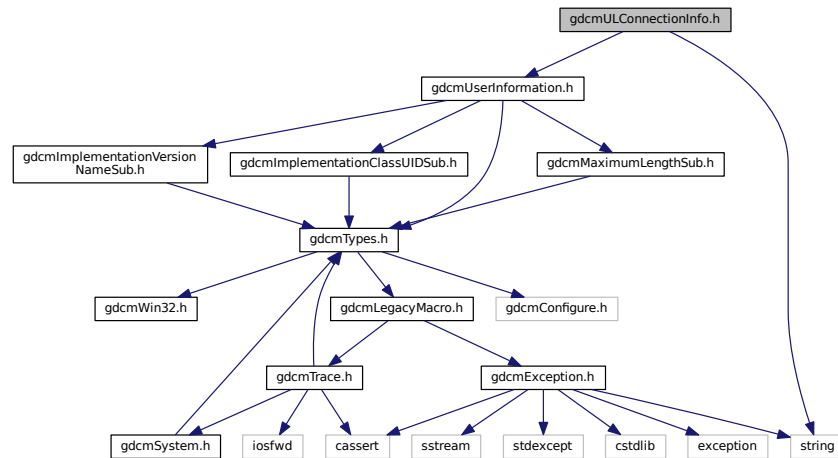 gdcmULConnectionInfo.h
gdcmUserInformation.h
gdcmImplementationVersion
NameSub.h
gdcmImplementationClassUIDSub.h
gdcmMaximumLengthSub.h
gdcmTypes.h
gdcmWin32.h
gdcmLegacyMacro.h
gdcmConfigure.h
gdcmTrace.h
gdcmException.h
gdcmSystem.h
iosfwd
cassert
sstream
stdexcept
cstdlib
exception
string